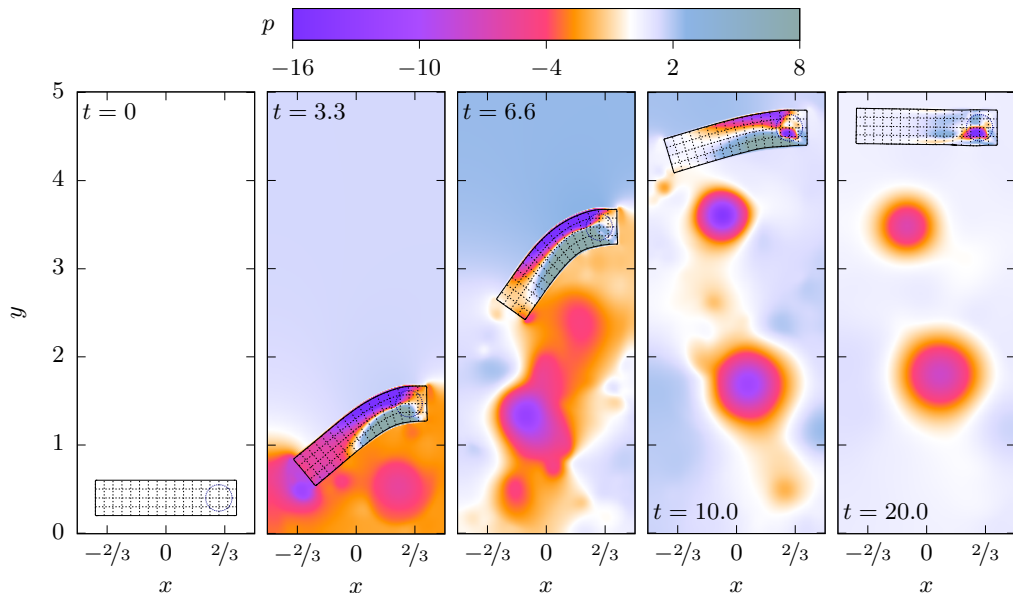 p
−16 −10 −4 2 8
t = 0 t = 3.3 t = 6.6 t = 10.0 t = 20.0
y
5
4
3
2
1
0
−2/3 0 2/3 −2/3 0 2/3 −2/3 0 2/3 −2/3 0 2/3 −2/3 0 2/3
x x x x x